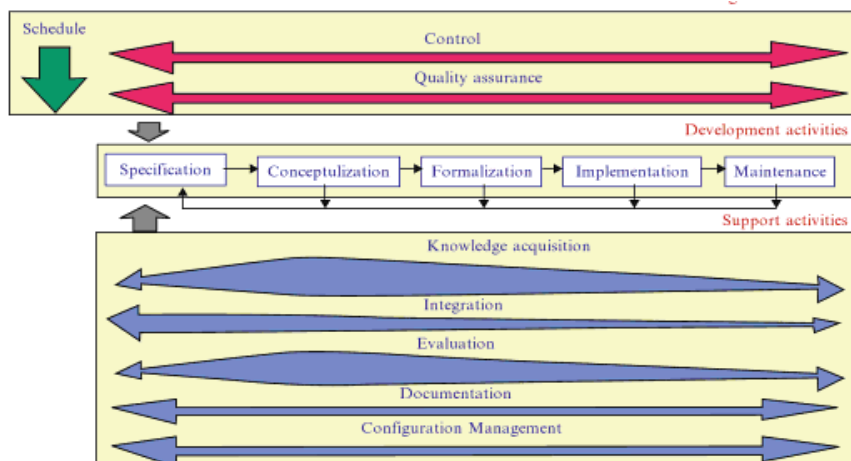 Schedule
Control
Quality assurance
Development activities
Specification
Conceptulization
Formalization
Implementation
Maintenance
Support activities
Knowledge acquisition
Integration
Evaluation
Documentation
Configuration Management